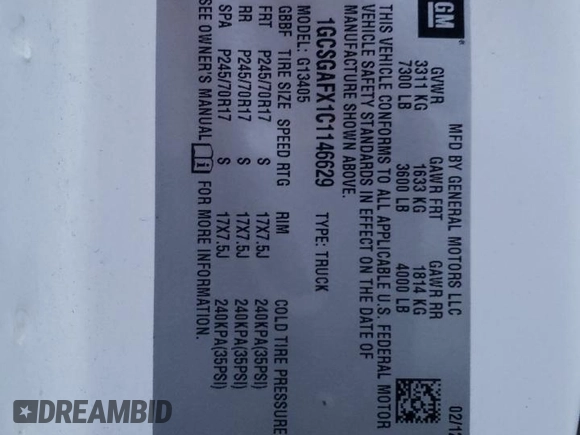 GM
MFD BY GENERAL MOTORS LLC
GVWR GAWR FRT GAWR RR
3311 KG 1633 KG 1814 KG
7300 LB 3600 LB 4000 LB
THIS VEHICLE CONFORMS TO ALL APPLICABLE U.S. FEDERAL MOTOR
VEHICLE SAFETY STANDARDS IN EFFECT ON THE DATE OF
MANUFACTURE SHOWN ABOVE.
1GCSGAFX1C1146629 TYPE: TRUCK
MODEL: G13405
GBBF TIRE SIZE SPEED RTG RIM COLD TIRE PRESSURE
FRT P245/70R17 S 17X7.5J 240KPA(35PSI)
RR P245/70R17 S 17X7.5J 240KPA(35PSI)
SPA P245/70R17 S 17X7.5J 240KPA(35PSI)
SEE OWNER'S MANUAL FOR MORE INFORMATION.
DREAMBID